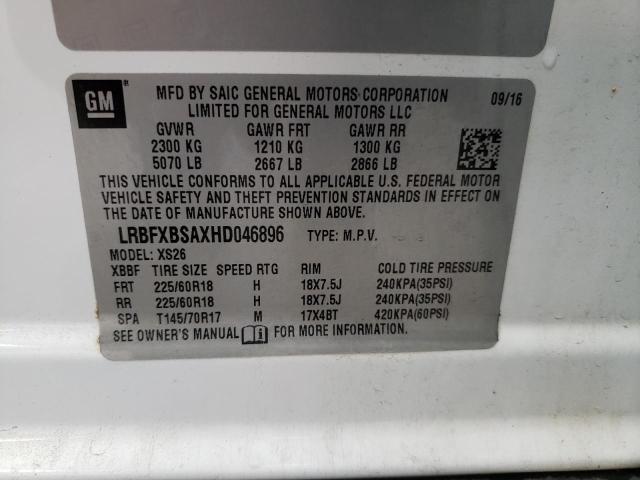 GM
®
MFD BY SAIC GENERAL MOTORS CORPORATION 09/16
LIMITED FOR GENERAL MOTORS LLC
GVWR GAWR FRT GAWR RR
2300 KG 1210 KG 1300 KG
5070 LB 2667 LB 2866 LB
THIS VEHICLE CONFORMS TO ALL APPLICABLE U.S. FEDERAL MOTOR
VEHICLE SAFETY AND THEFT PREVENTION STANDARDS IN EFFECT ON
THE DATE OF MANUFACTURE SHOWN ABOVE.
LRBFXBSAXHD046896 TYPE: M.P.V.
MODEL: XS26
XBBF TIRE SIZE SPEED RTG RIM COLD TIRE PRESSURE
FRT 225/60R18 H 18X7.5J 240KPA(35PSI)
RR 225/60R18 H 18X7.5J 240KPA(35PSI)
SPA T145/70R17 M 17X4BT 420KPA(60PSI)
SEE OWNER'S MANUAL FOR MORE INFORMATION.